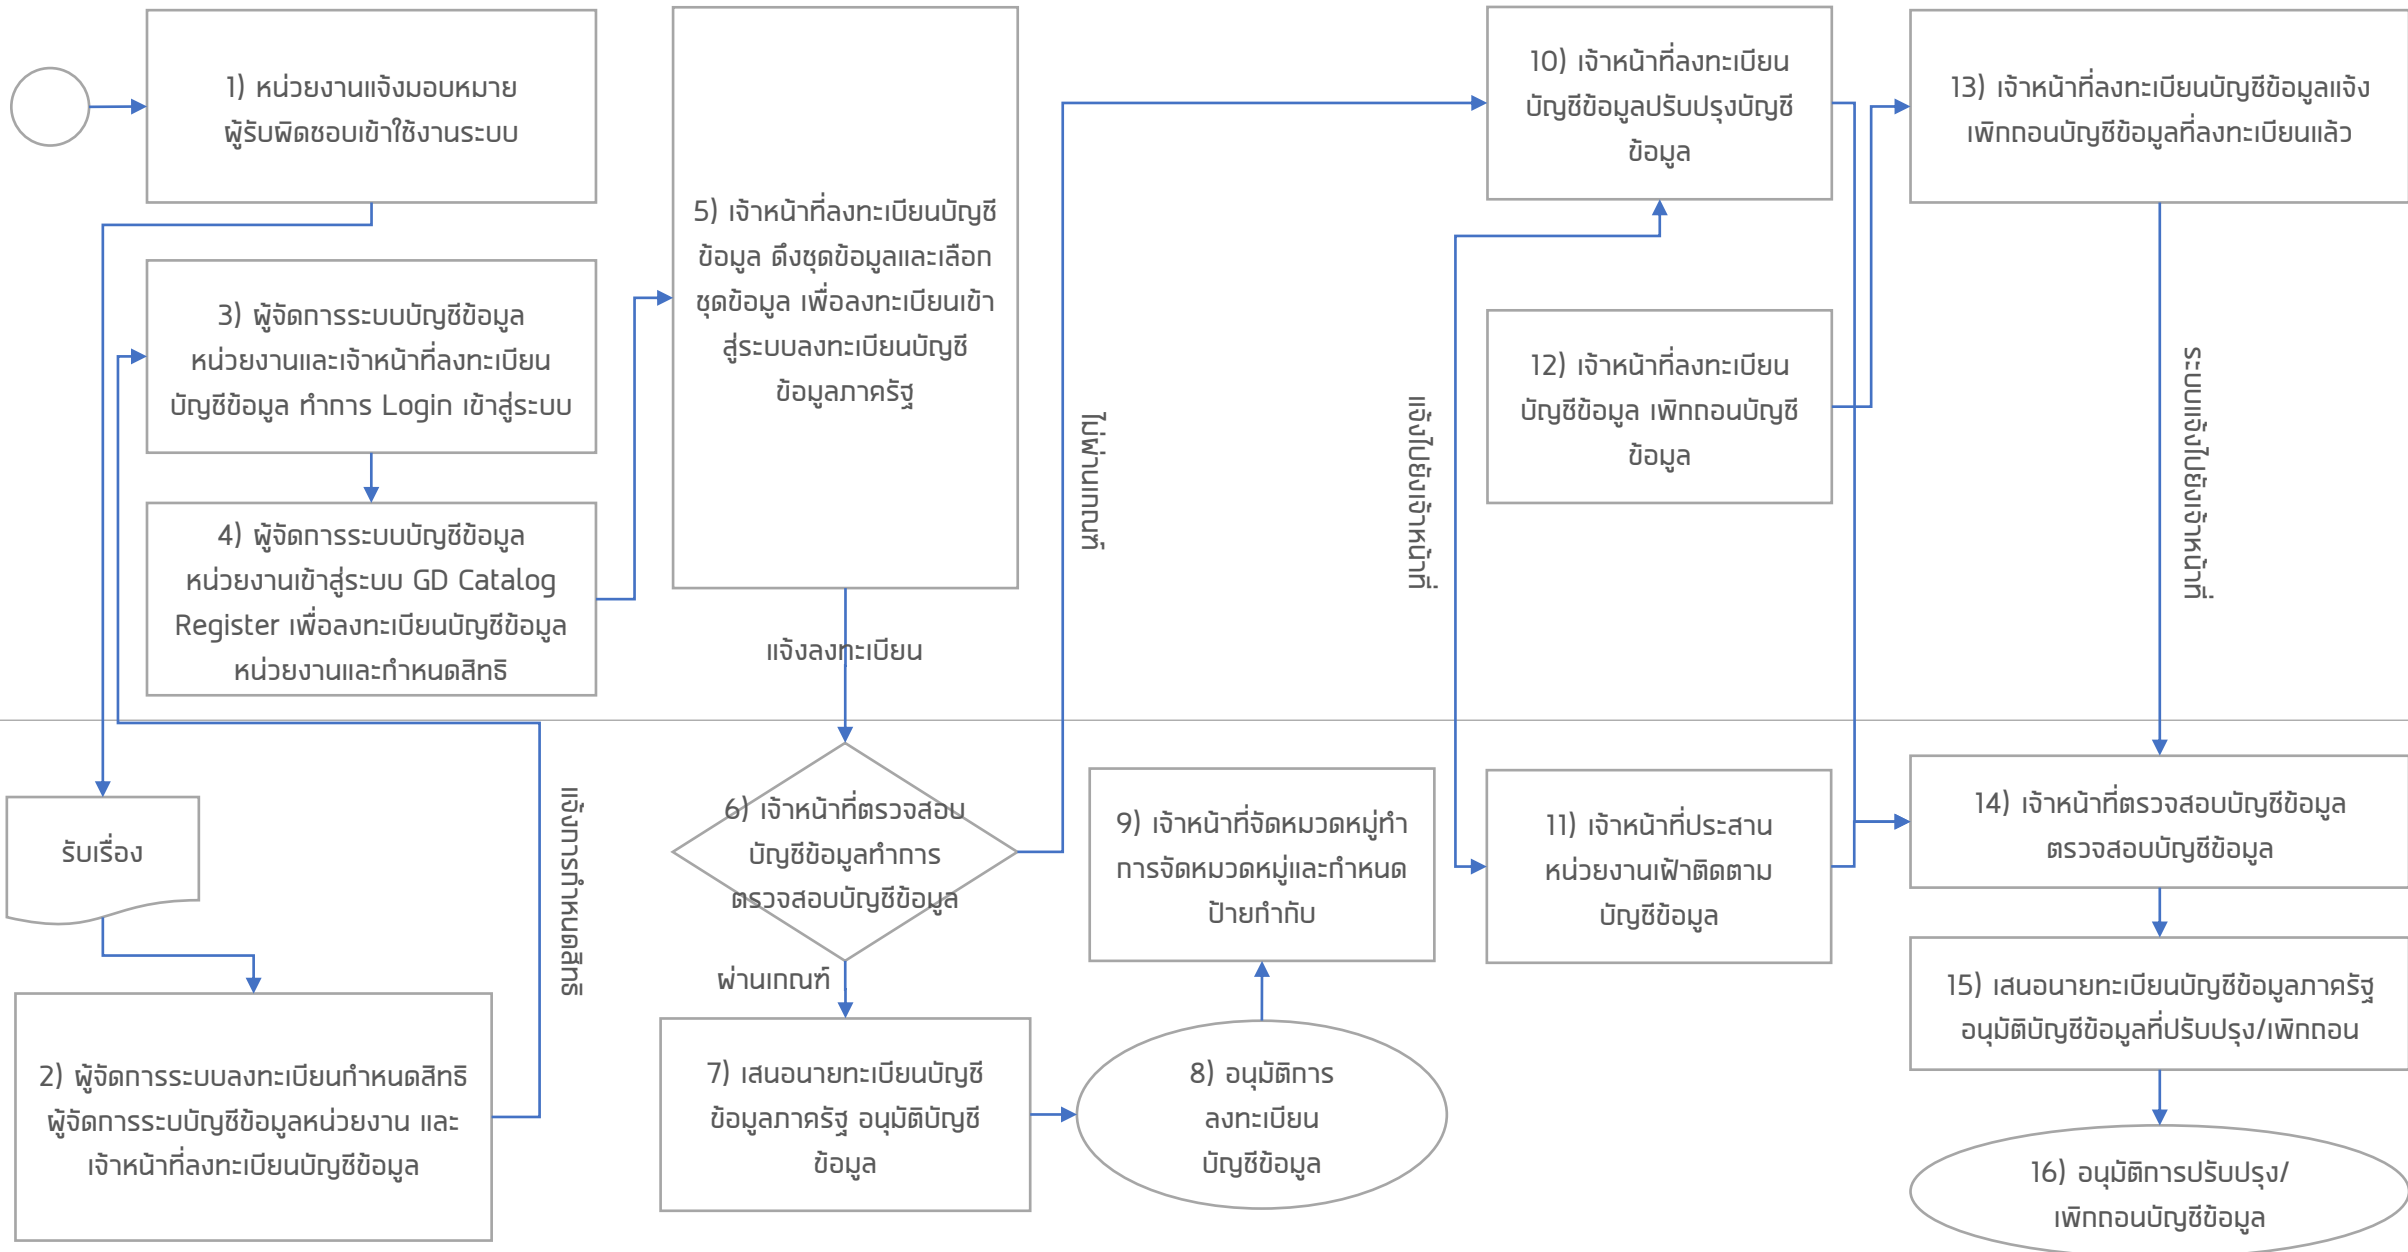 1) หน่วยงานแจ้งมอบหมาย
ผู้รับผิดชอบเข้าใช้งานระบบ
รับเรื่อง
2) ผู้จัดการระบบลงทะเบียนกำหนดสิทธิ
ผู้จัดการระบบบัญชีข้อมูลหน่วยงาน และ
เจ้าหน้าที่ลงทะเบียนบัญชีข้อมูล
แจ้งการกำหนดสิทธิ
3) ผู้จัดการระบบบัญชีข้อมูล
หน่วยงานและเจ้าหน้าที่ลงทะเบียน
บัญชีข้อมูล ทำการ Login เข้าสู่ระบบ
4) ผู้จัดการระบบบัญชีข้อมูล
หน่วยงานเข้าสู่ระบบ GD Catalog
Register เพื่อลงทะเบียนบัญชีข้อมูล
หน่วยงานและกำหนดสิทธิ
5) เจ้าหน้าที่ลงทะเบียนบัญชี
ข้อมูล ดึงชุดข้อมูลและเลือก
ชุดข้อมูล เพื่อลงทะเบียนเข้า
สู่ระบบลงทะเบียนบัญชี
ข้อมูลภาครัฐ
แจ้งลงทะเบียน
6) เจ้าหน้าที่ตรวจสอบ
บัญชีข้อมูลทำการ
ตรวจสอบบัญชีข้อมูล
ผ่านเกณฑ์
ไม่ผ่านเกณฑ์
7) เสนอนายทะเบียนบัญชี
ข้อมูลภาครัฐ อนุมัติบัญชี
ข้อมูล
8) อนุมัติการ
ลงทะเบียน
บัญชีข้อมูล
9) เจ้าหน้าที่จัดหมวดหมู่ทำ
การจัดหมวดหมู่และกำหนด
ป้ายกำกับ
10) เจ้าหน้าที่ลงทะเบียน
บัญชีข้อมูลปรับปรุงบัญชี
ข้อมูล
แจ้งไปยังเจ้าหน้าที่
11) เจ้าหน้าที่ประสาน
หน่วยงานเฝ้าติดตาม
บัญชีข้อมูล
12) เจ้าหน้าที่ลงทะเบียน
บัญชีข้อมูล เพิกถอนบัญชี
ข้อมูล
13) เจ้าหน้าที่ลงทะเบียนบัญชีข้อมูลแจ้ง
เพิกถอนบัญชีข้อมูลที่ลงทะเบียนแล้ว
ระบบแจ้งไปยังเจ้าหน้าที่
14) เจ้าหน้าที่ตรวจสอบบัญชีข้อมูล
ตรวจสอบบัญชีข้อมูล
15) เสนอนายทะเบียนบัญชีข้อมูลภาครัฐ
อนุมัติบัญชีข้อมูลที่ปรับปรุง/เพิกถอน
16) อนุมัติการปรับปรุง/
เพิกถอนบัญชีข้อมูล